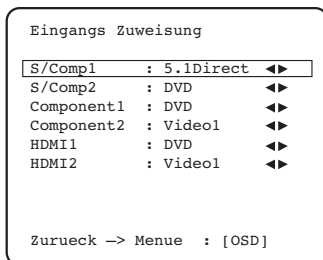 Eingangs Zuweisung
S/Comp1 : 5.1Direct ◄►
S/Comp2 : DVD ◄►
Component1 : DVD ◄►
Component2 : Video1 ◄►
HDMI1 : DVD ◄►
HDMI2 : Video1 ◄►
Zurueck —> Menue : [OSD]